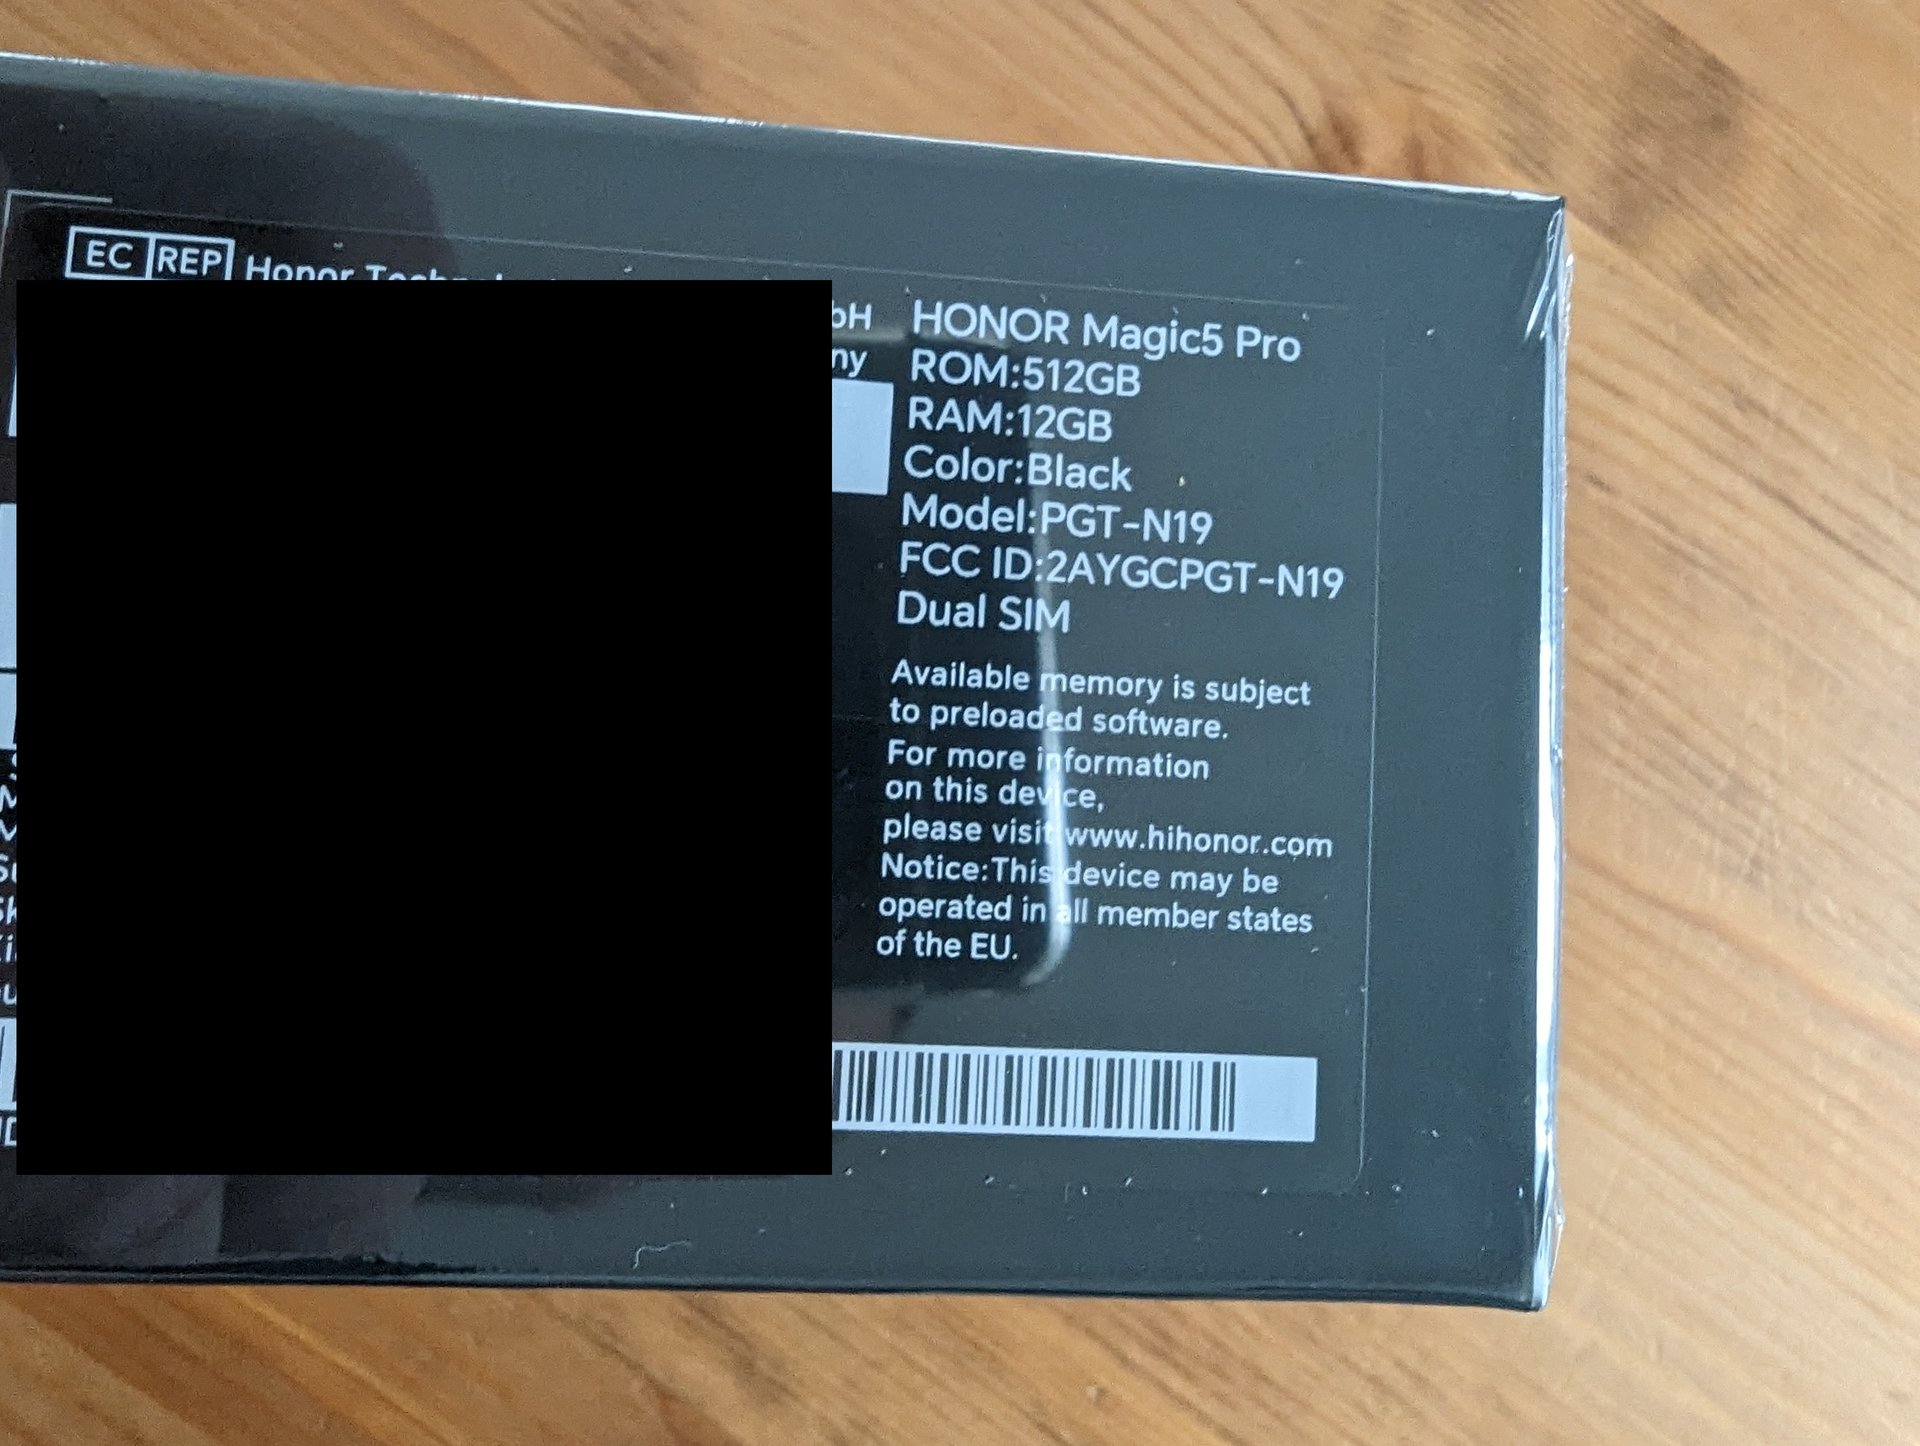 EC REP Honor
HONOR Magic5 Pro
ROM:512GB
RAM:12GB
Color:Black
Model:PGT-N19
FCC ID:2AYGCPGT-N19
Dual SIM
Available memory is subject
to preloaded software.
For more information
on this device,
please visit www.hihonor.com
Notice:This device may be
operated in all member states
of the EU.